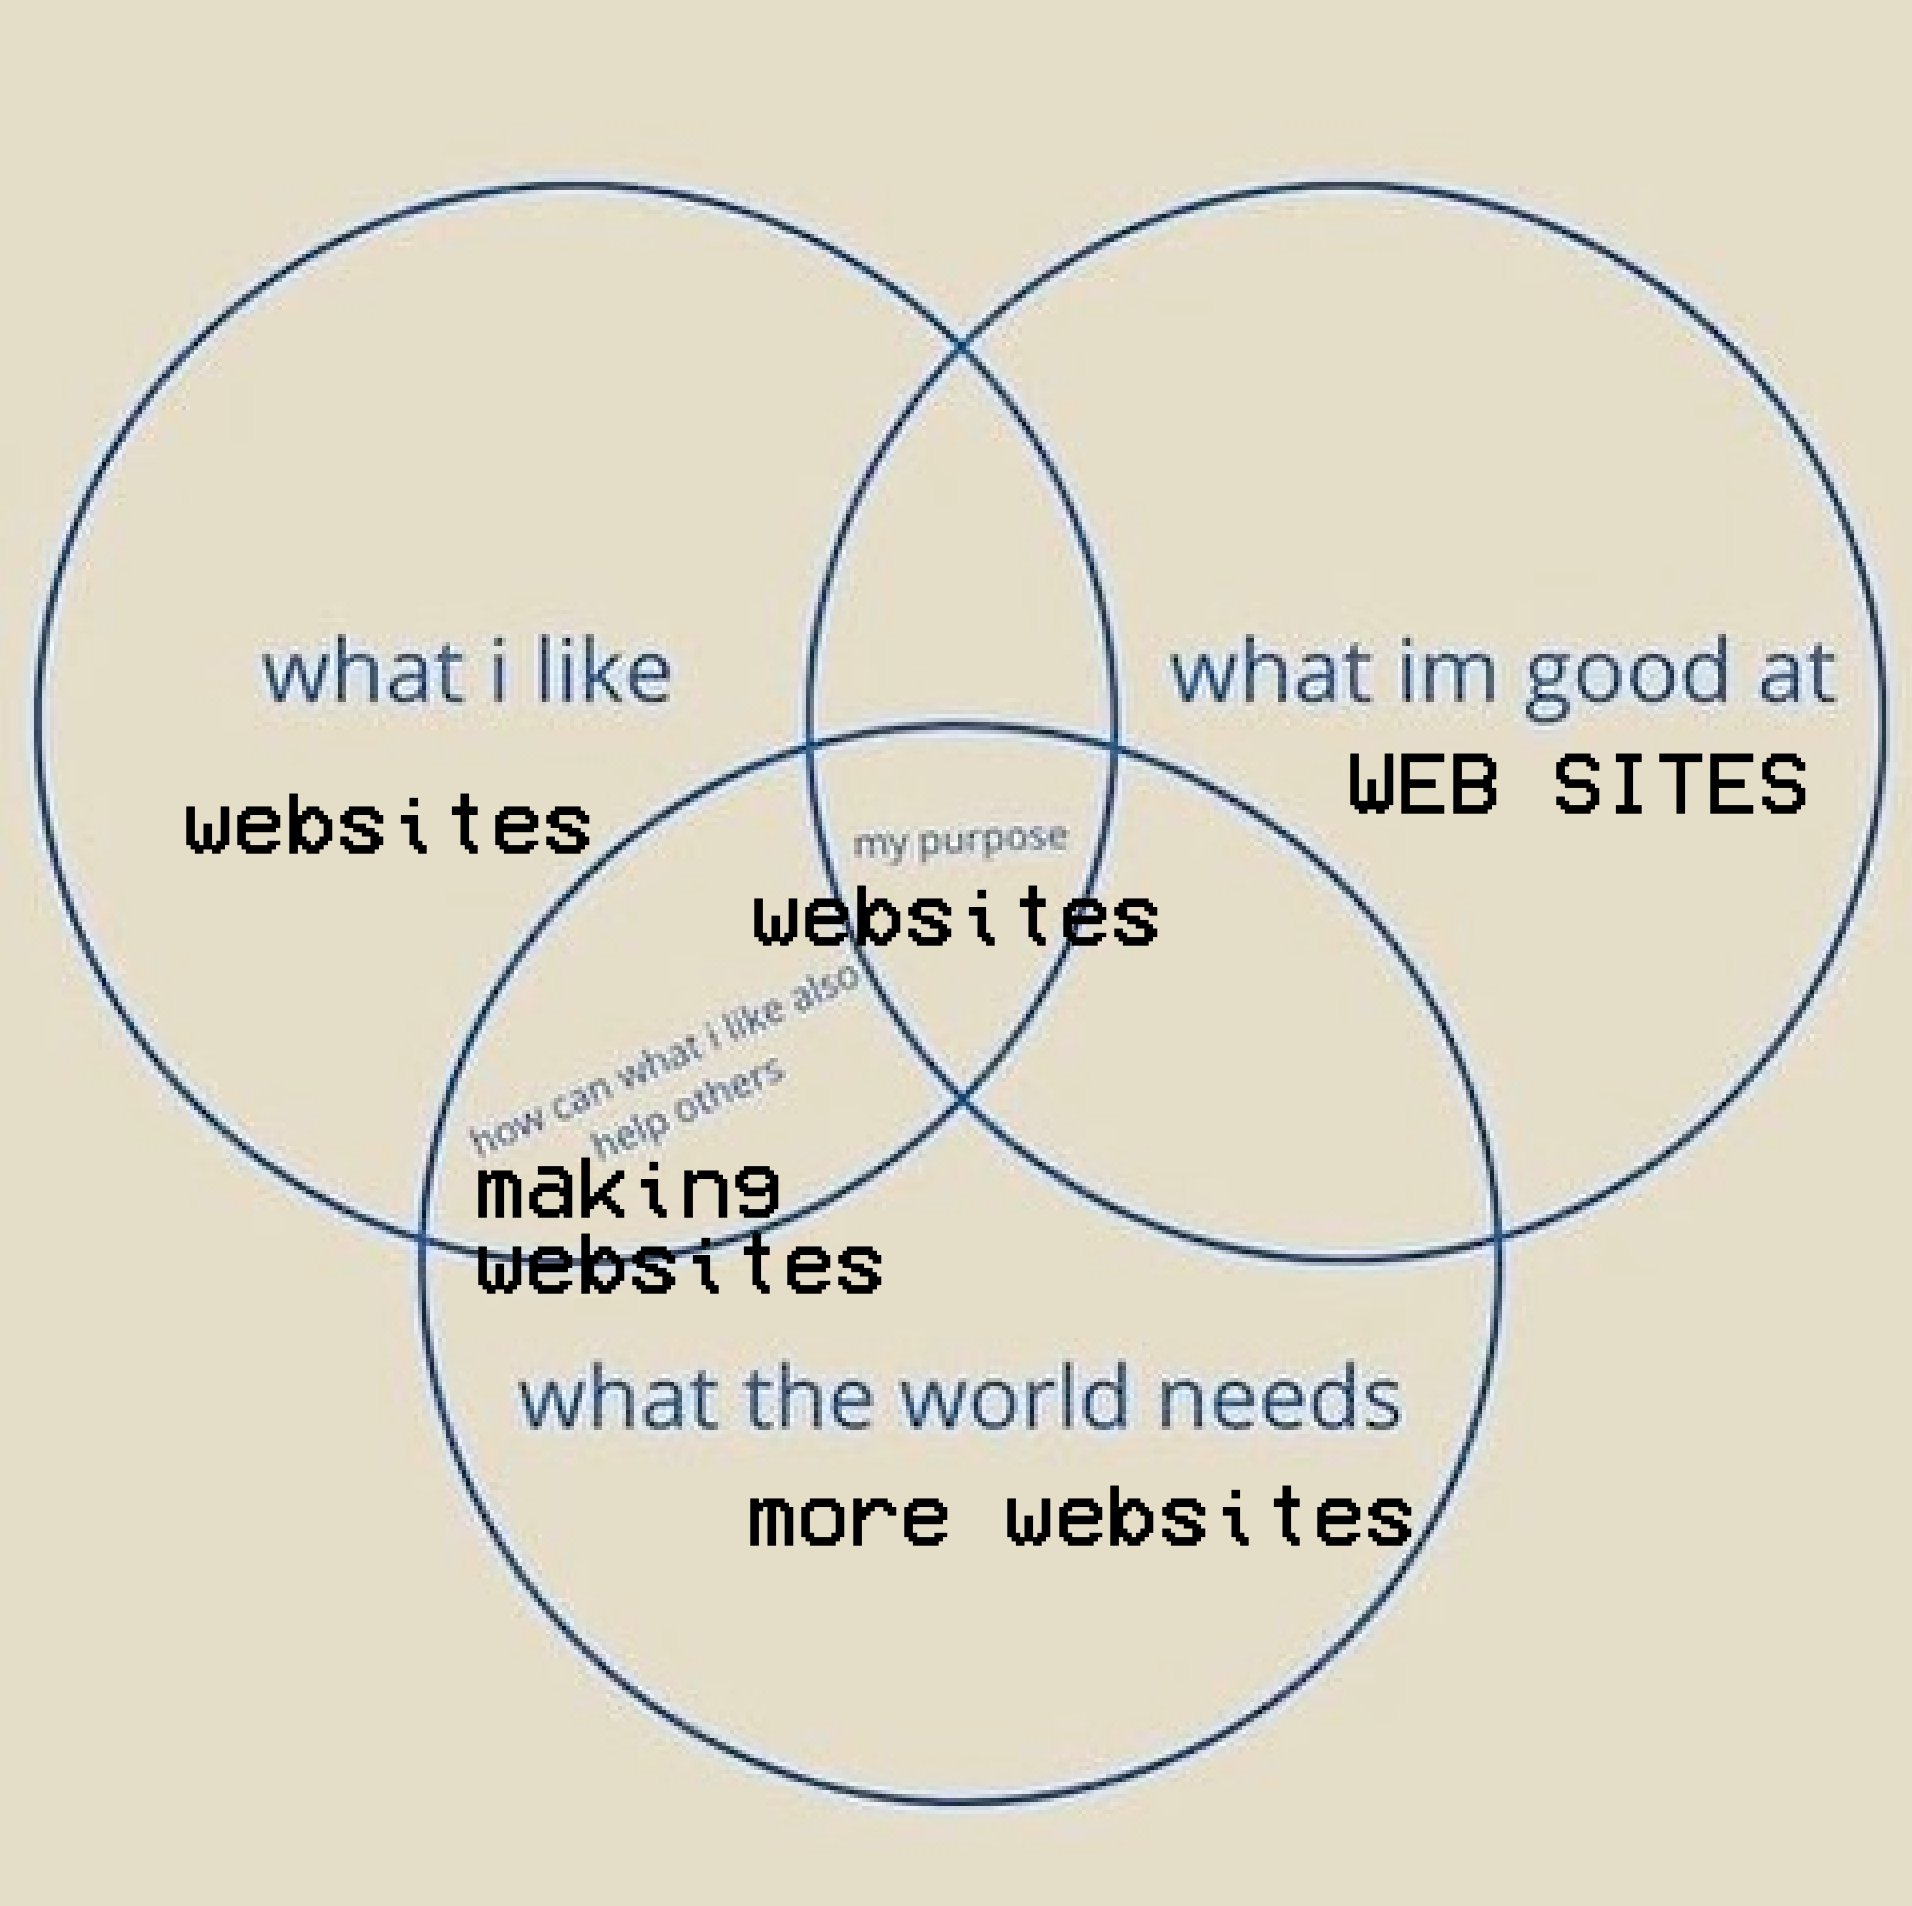 what i like
websites
what im good at
WEB SITES
my purpose
websites
how can what i like also
help others
making
websites
what the world needs
more websites